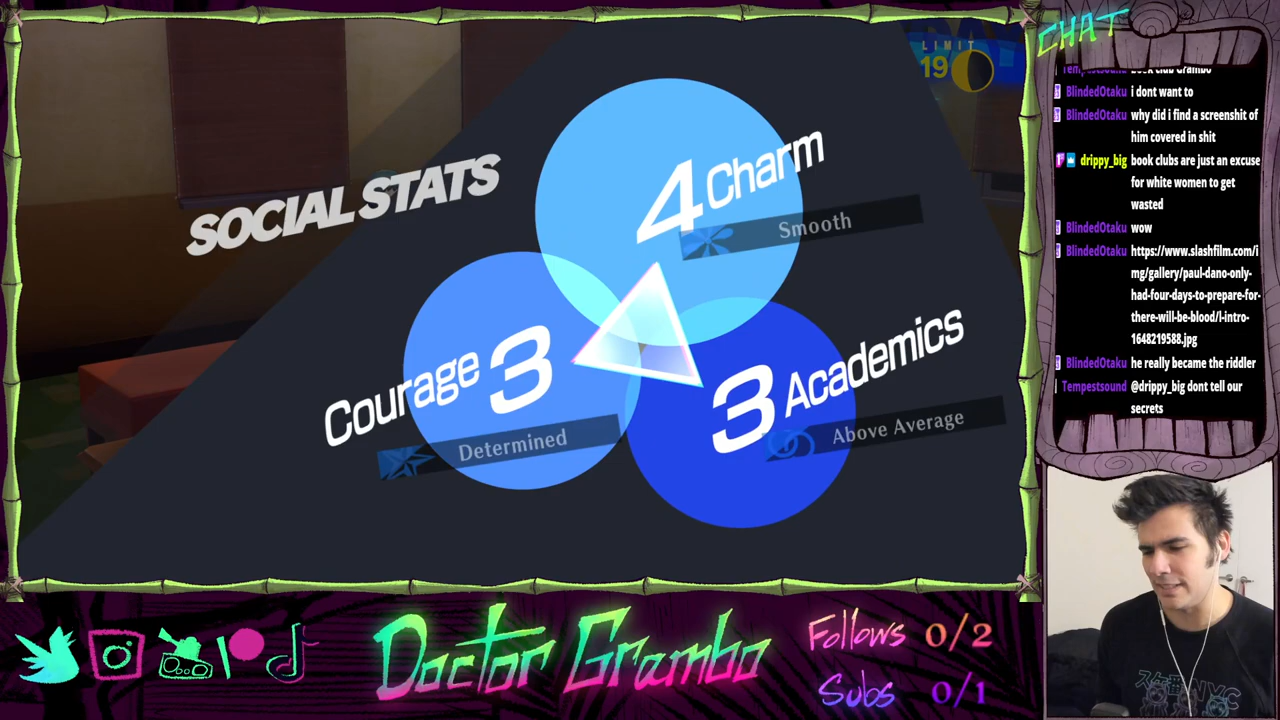 SOCIAL STATS
4 Charm
Smooth
Courage 3
Determined
3 Academics
Above Average
LIMIT
19
CHAT
BlindedOtaku i dont want to
BlindedOtaku why did i find a screenshit of
him covered in shit
drippy_big book clubs are just an excuse
for white women to get
wasted
BlindedOtaku wow
BlindedOtaku https://www.slashfilm.com/i
mg/gallery/paul-dano-only-
had-four-days-to-prepare-for-
there-will-be-blood/l-intro-
1648219588.jpg
BlindedOtaku he really became the riddler
Tempestsound @drippy_big dont tell our
secrets
Doctor Grambo
Follows 0/2
Subs 0/1
NYC